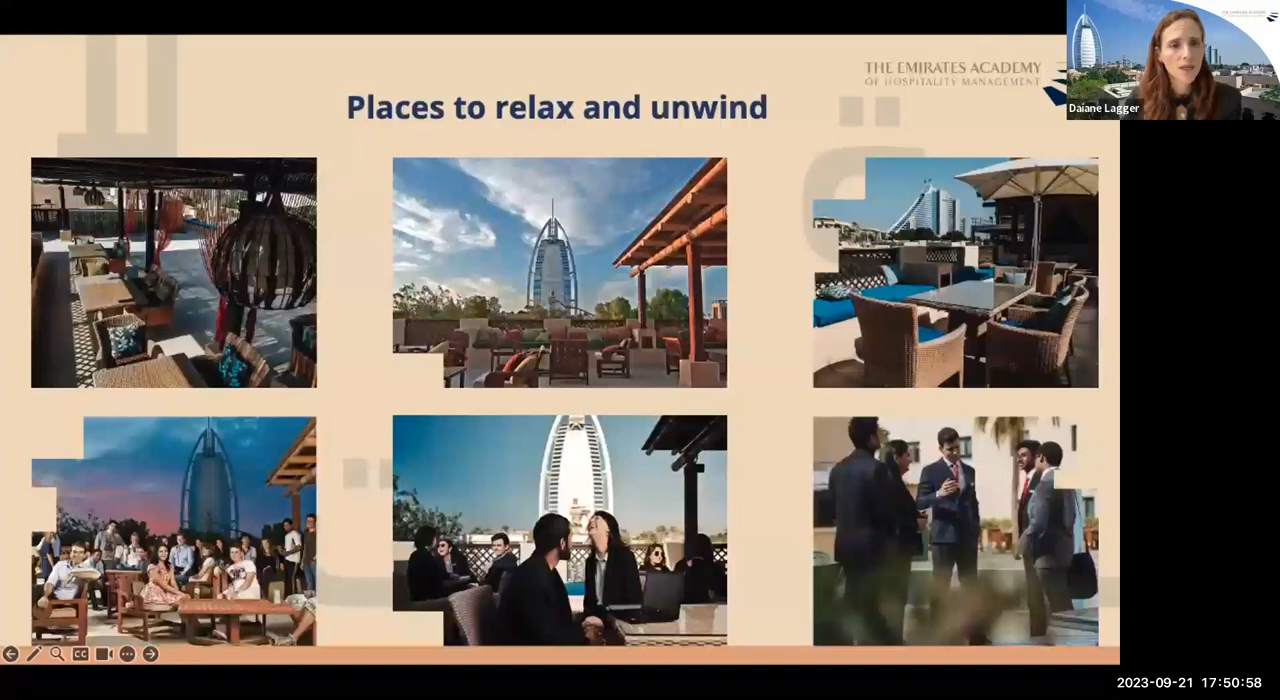 THE EMIRATES ACADEMY
OF HOSPITALITY MANAGEMENT
Places to relax and unwind
Daiane Lagger
CC
2023-09-21 17:50:58